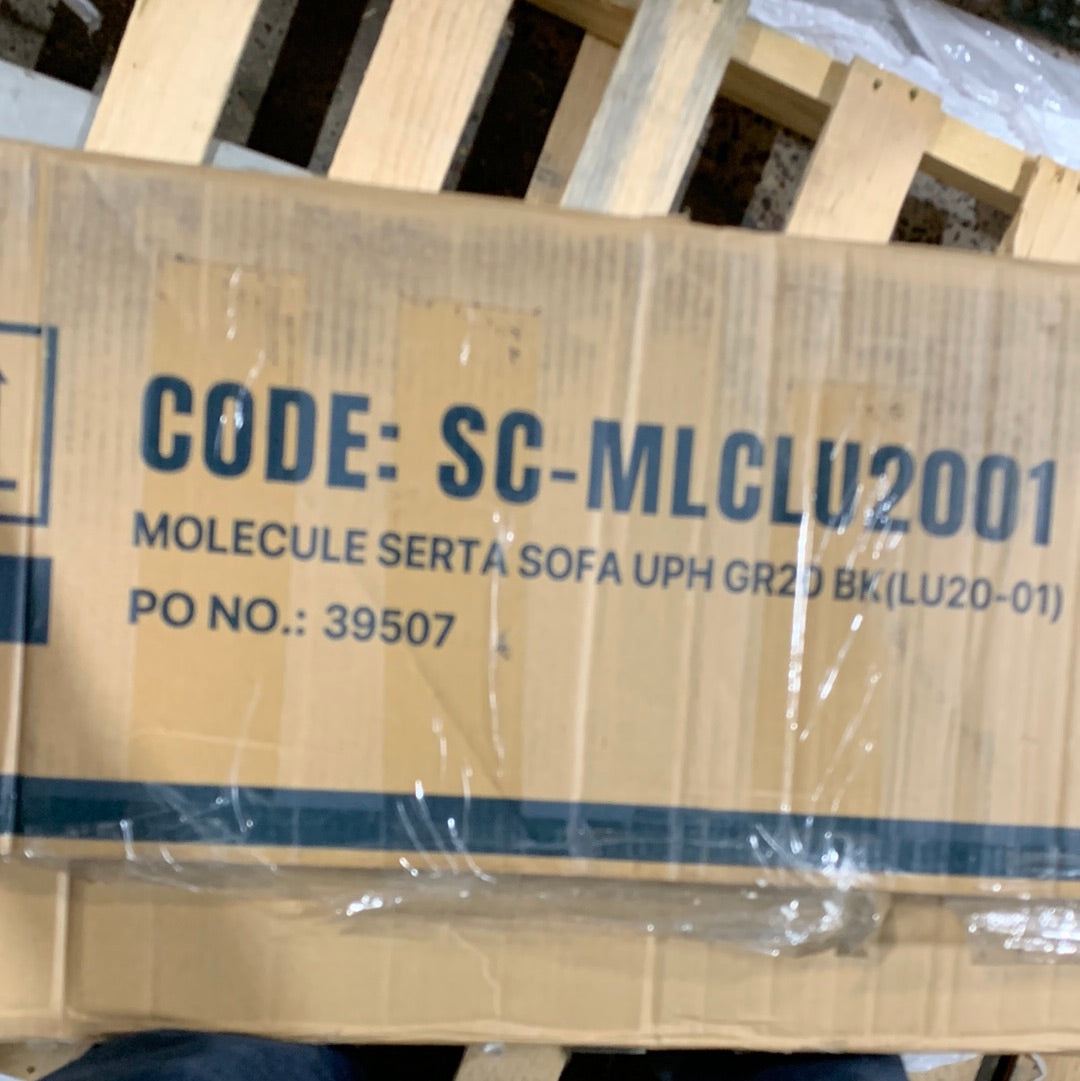 CODE: SC-MLCLU2001
MOLECULE SERTA SOFA UPH GR20 BK(LU20-01)
PO NO.: 39507